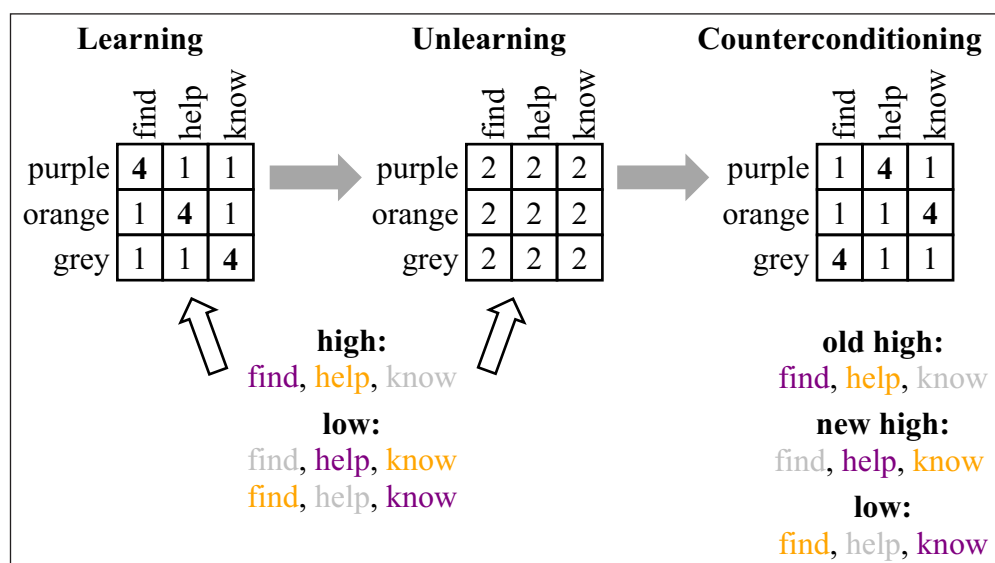 Learning Unlearning Counterconditioning
find help know find help know find help know
purple 4 1 1 purple 2 2 2 purple 1 4 1
orange 1 4 1 orange 2 2 2 orange 1 1 4
grey 1 1 4 grey 2 2 2 grey 4 1 1
high:
find, help, know
low:
find, help, know
find, help, know
old high:
find, help, know
new high:
find, help, know
low:
find, help, know